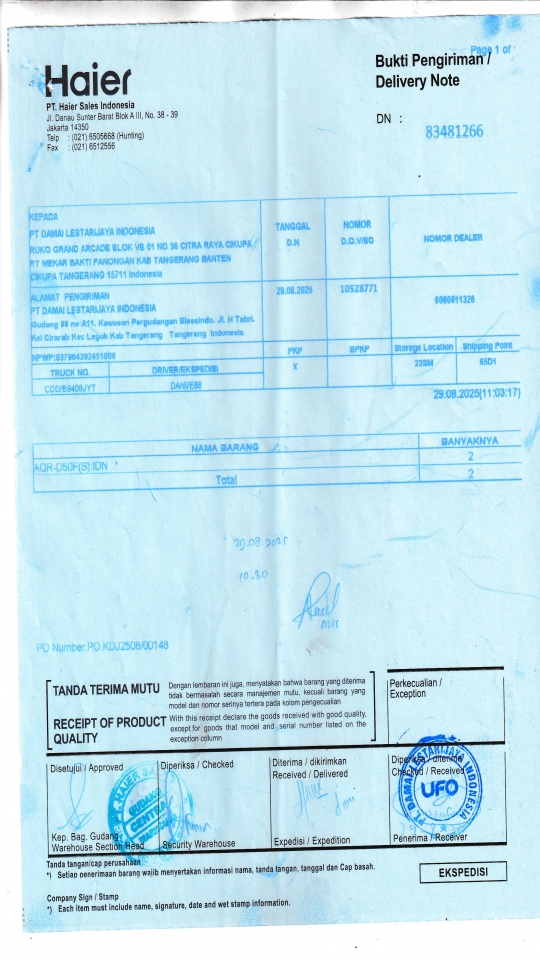 Page 1 of
Haier
Bukti Pengiriman /
Delivery Note
PT. Haier Sales Indonesia
Jl. Danau Sunter Barat Blok A III, No. 38 - 39
Jakarta 14350
Telp : (021) 6505668 (Hunting)
Fax : (021) 6512556
DN :
83481266
KEPADA
PT DAMAI LESTARIJAYA INDONESIA
RUKO GRAND ARCADE BLOK VB 01 NO 36 CITRA RAYA CIKUPA
RT MEKAR BAKTI PANONGAN KAB TANGERANG BANTEN
CIKUPA TANGERANG 15711 Indonesia
TANGGAL
D.N
NOMOR
D.O.V/SO
NOMOR DEALER
ALAMAT PENGIRIMAN
PT DAMAI LESTARIJAYA INDONESIA
Gudang 88 no A11. Kawasan Pergudangan Blessindo. Jl. H Tabri.
Kel Cirarab Kec Legok Kab Tangerang Tangerang Indonesia
29.08.2025
10528771
NPWP:037864392451000
PKP
BPKP
Storege Location
Shipping Point
TRUCK NO.
DRIVER/EKSPEDISI
X
65D1
29.08.2025(11:03:17)
NAMA BARANG
BANYAKNYA
AQR-D50F(S):IDN
2
Total
2
29.08.2025
10.30
PO Number:PO.KDJ2508/00148
TANDA TERIMA MUTU
Dengan lembaran ini juga, menyatakan bahwa barang yang diterima
tidak bermasalah secara manajemen mutu, kecuali barang yang
model dan nomor serinya tertera pada kolom pengecualian
RECEIPT OF PRODUCT
QUALITY
With this receipt declare the goods received with good quality,
except for goods that model and serial number listed on the
exception column
Perkecualian /
Exception
Disetujui / Approved
Diperiksa / Checked
Diterima / dikirimkan
Received / Delivered
Diperiksa / diterima
Checked / Received
GUDANG
CENTRAL
PT. DAMAI LESTARIJAYA INDONESIA
UFO
Kep. Bag. Gudang
Warehouse Section Head
Security Warehouse
Expedisi / Expedition
Penerima / Receiver
Tanda tangan/cap perusahaan
*) Setiao penerimaan barang wajib menyertakan informasi nama, tanda tangan, tanggal dan Cap basah.
EKSPEDISI
Company Sign / Stamp
*) Each item must include name, signature, date and wet stamp information.